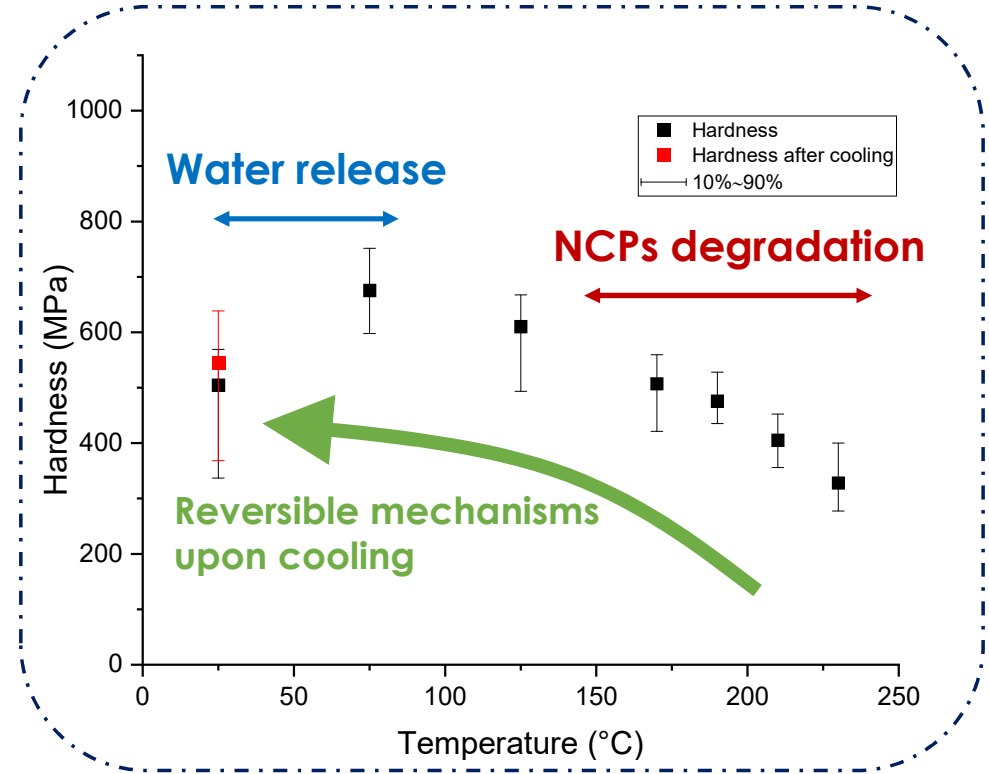 1000
800
600
400
200
0
Hardness (MPa)
Water release
Hardness
Hardness after cooling
10%~90%
NCPs degradation
Reversible mechanisms
upon cooling
0
50
100
150
200
250
Temperature (°C)